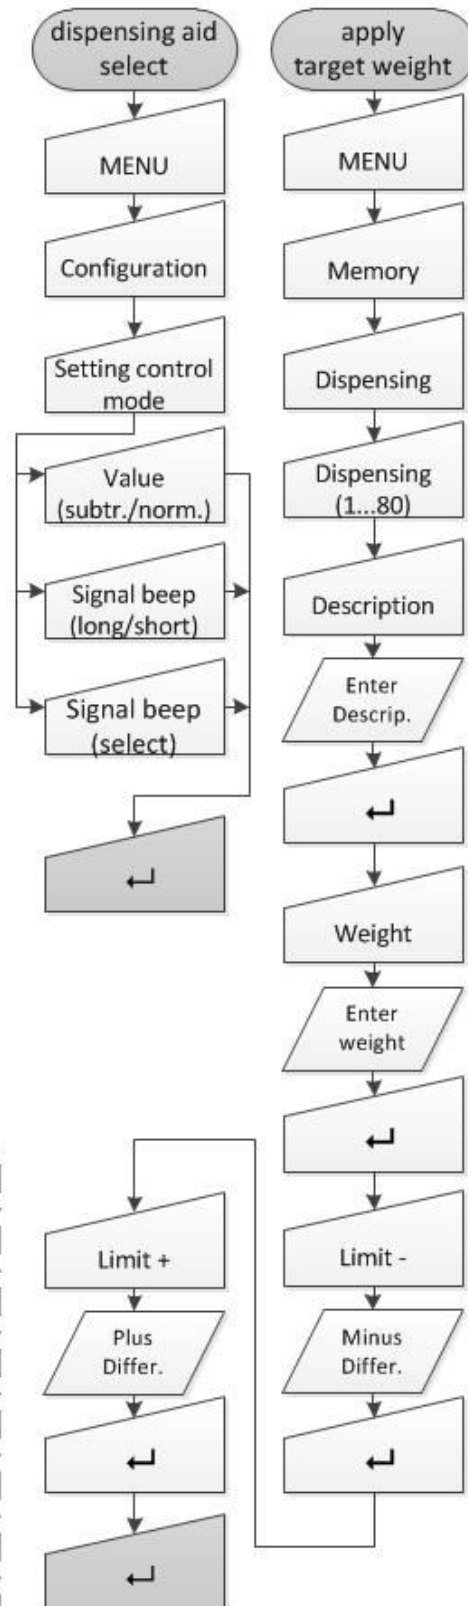 dispensing aid
select
MENU
Configuration
Setting control
mode
Value
(subtr./norm.)
Signal beep
(long/short)
Signal beep
(select)
↵
apply
target weight
MENU
Memory
Dispensing
Dispensing
(1...80)
Description
Enter
Descrip.
↵
Weight
Enter
weight
↵
Limit -
Minus
Differ.
↵
Limit +
Plus
Differ.
↵
↵